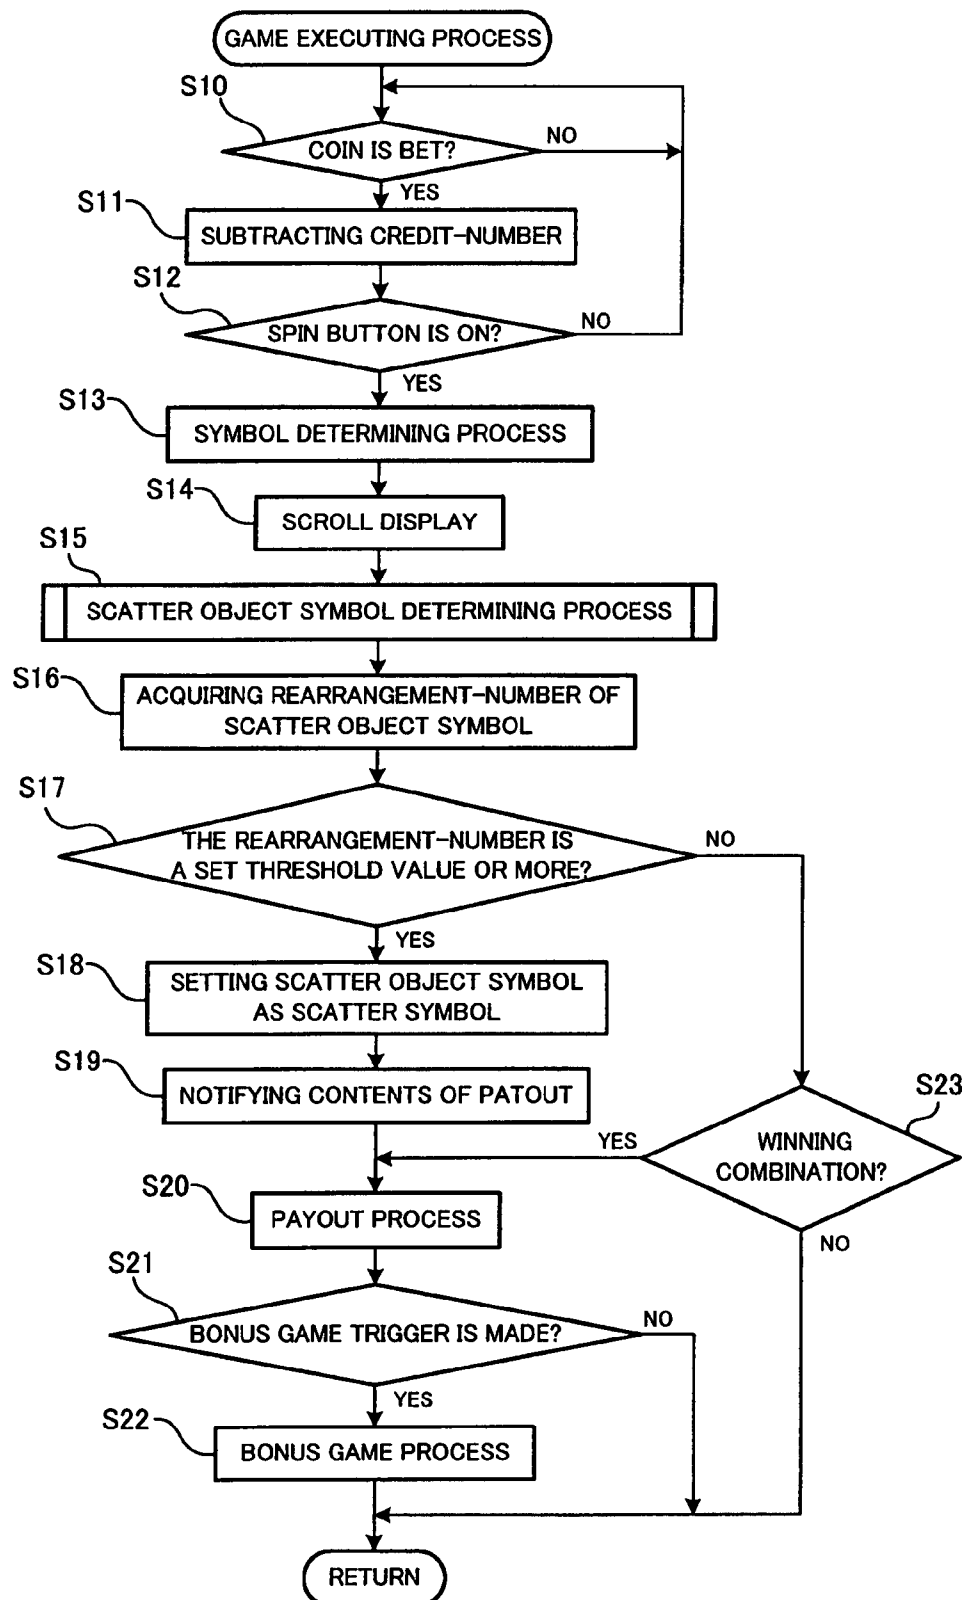 GAME EXECUTING PROCESS
S10
COIN IS BET?
NO
YES
S11
SUBTRACTING CREDIT-NUMBER
S12
SPIN BUTTON IS ON?
NO
YES
S13
SYMBOL DETERMINING PROCESS
S14
SCROLL DISPLAY
S15
SCATTER OBJECT SYMBOL DETERMINING PROCESS
S16
ACQUIRING REARRANGEMENT-NUMBER OF
SCATTER OBJECT SYMBOL
S17
THE REARRANGEMENT-NUMBER IS
A SET THRESHOLD VALUE OR MORE?
NO
YES
S18
SETTING SCATTER OBJECT SYMBOL
AS SCATTER SYMBOL
S19
NOTIFYING CONTENTS OF PATOUT
S23
WINNING
COMBINATION?
YES
NO
S20
PAYOUT PROCESS
S21
BONUS GAME TRIGGER IS MADE?
NO
YES
S22
BONUS GAME PROCESS
RETURN